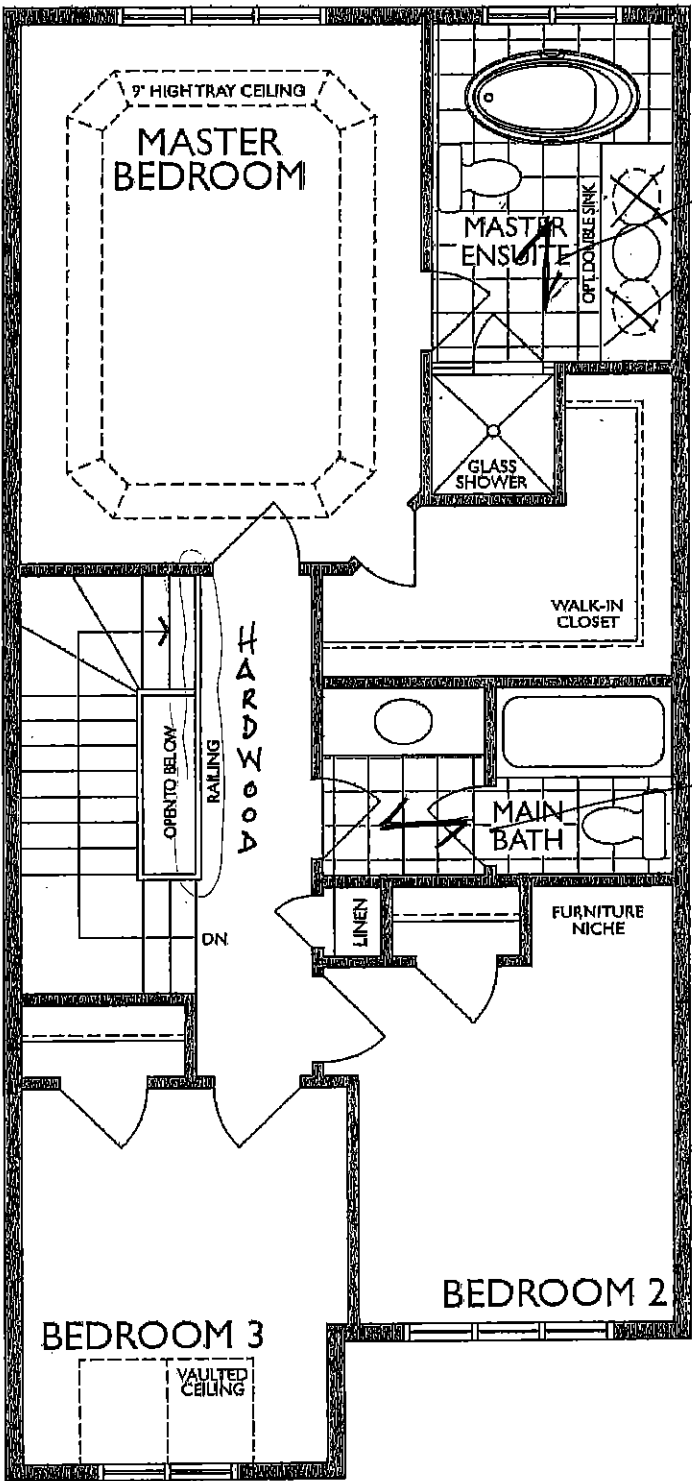 9' HIGH TRAY CEILING
MASTER
BEDROOM
MASTER
ENSUITE
OPT. DOUBLE SINK
GLASS
SHOWER
WALK-IN
CLOSET
HARDWOOD
OPEN TO BELOW
RAILING
MAIN
BATH
LINEN
FURNITURE
NICHE
DN
BEDROOM 2
BEDROOM 3
VAULTED
CEILING